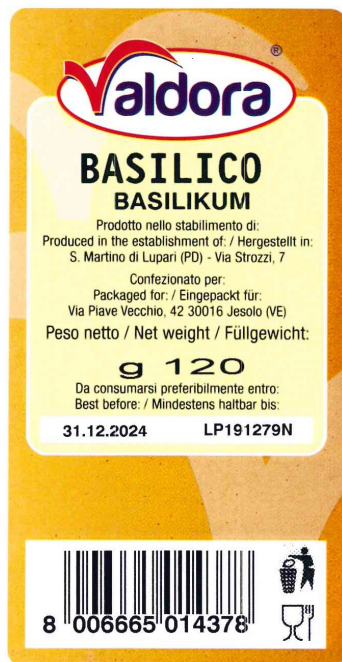 Valdora ®
BASILICO
BASILIKUM
Prodotto nello stabilimento di:
Produced in the establishment of: / Hergestellt in:
S. Martino di Lupari (PD) - Via Strozzi, 7
Confezionato per:
Packaged for: / Eingepackt für:
Via Piave Vecchio, 42 30016 Jesolo (VE)
Peso netto / Net weight / Füllgewicht:
g 120
Da consumarsi preferibilmente entro:
Best before: / Mindestens haltbar bis:
31.12.2024 LP191279N
8 006665 014378